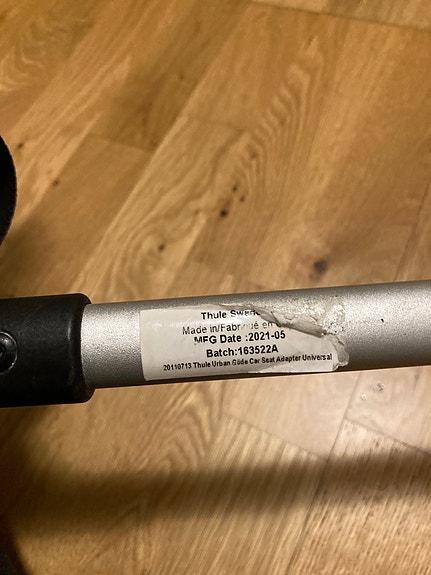 Thule
Made in/Fabriqué en
MFG Date :2021-05
Batch:163522A
20110713 Thule Urban Glide Car Seat Adapter Universal